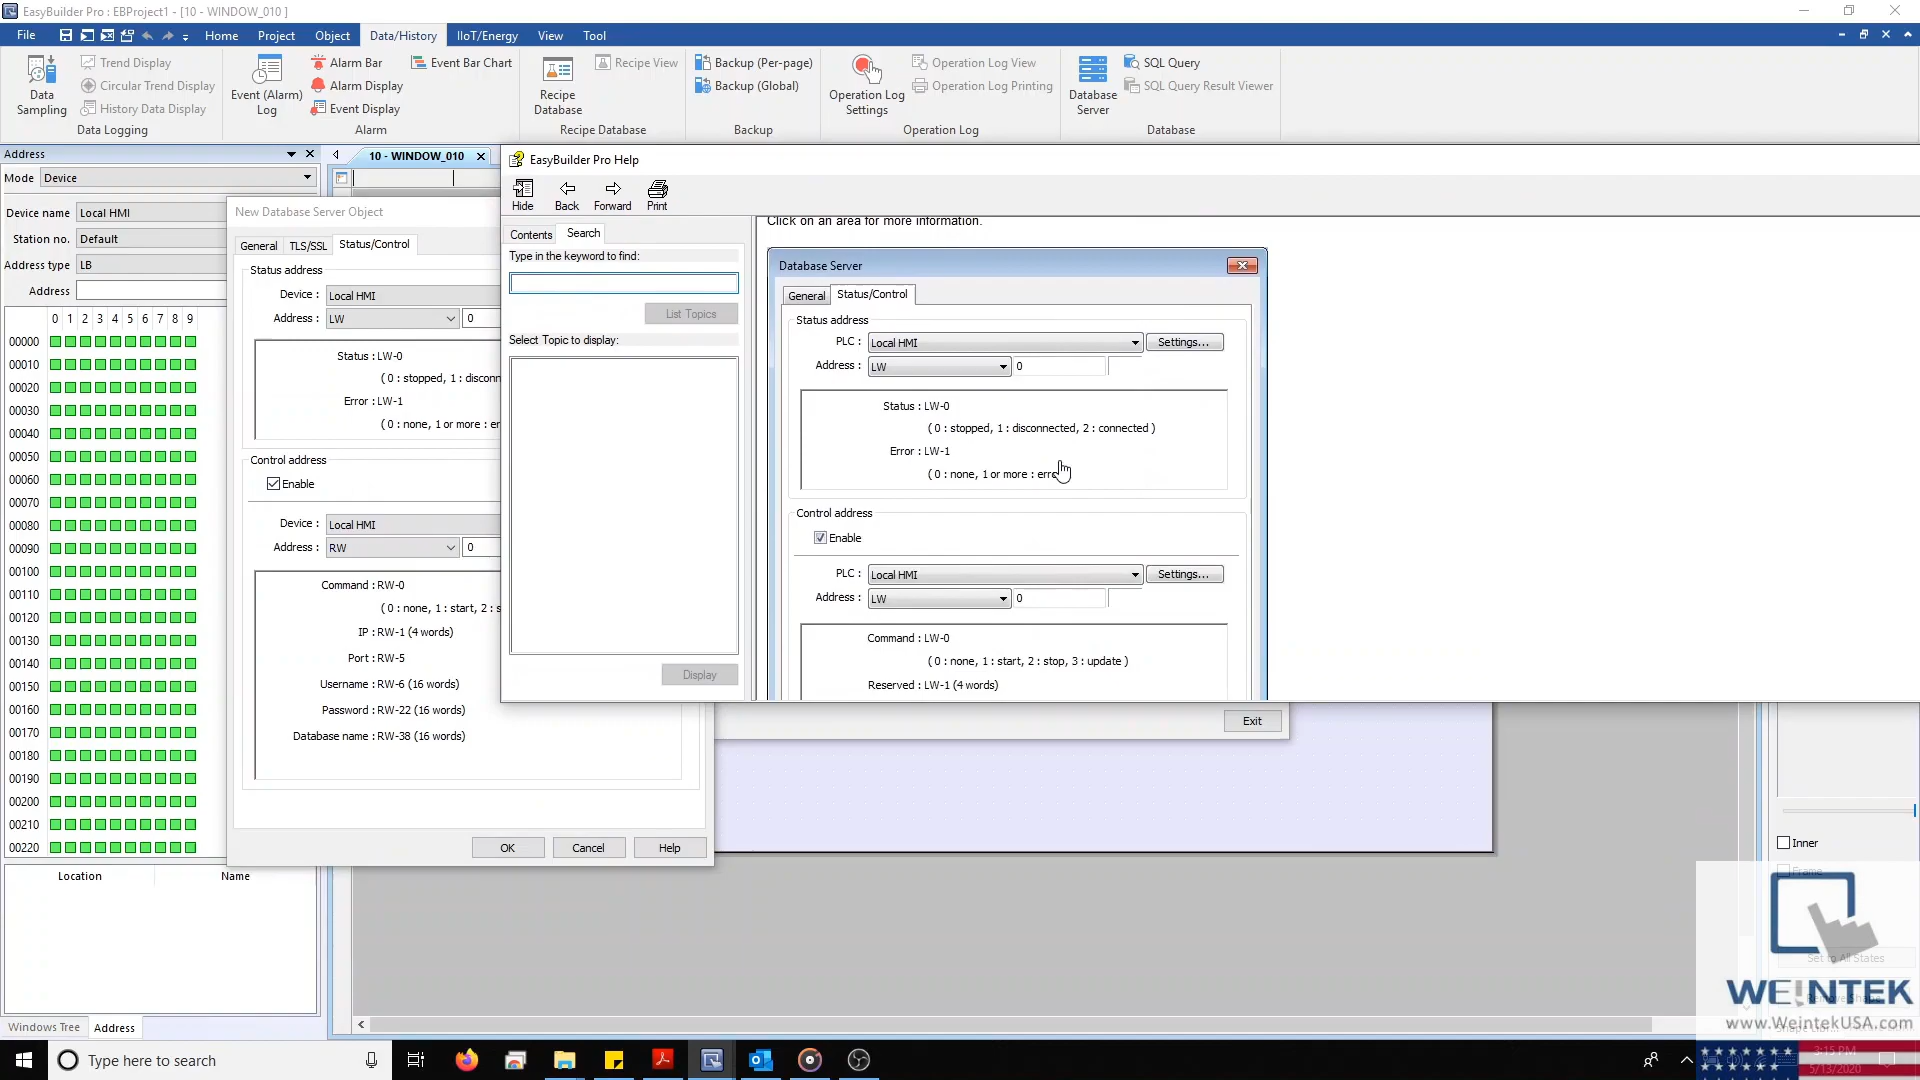 EasyBuilder Pro : EBProject1 - [10 - WINDOW_010 ]
File Home Project Object Data/History IIoT/Energy View Tool
Data Sampling
Trend Display
Circular Trend Display
History Data Display
Data Logging
Event (Alarm) Log
Alarm Bar
Alarm Display
Event Display
Event Bar Chart
Alarm
Recipe Database
Recipe View
Recipe Database
Backup (Per-page)
Backup (Global)
Backup
Operation Log Settings
Operation Log View
Operation Log Printing
Operation Log
Database Server
SQL Query
SQL Query Result Viewer
Database
Address
Mode Device
Device name Local HMI
Station no. Default
Address type LB
Address
0 1 2 3 4 5 6 7 8 9
00000
00010
00020
00030
00040
00050
00060
00070
00080
00090
00100
00110
00120
00130
00140
00150
00160
00170
00180
00190
00200
00210
00220
Location Name
Windows Tree Address
10 - WINDOW_010
New Database Server Object
General TLS/SSL Status/Control
Status address
Device : Local HMI
Address : LW 0
Status : LW-0
( 0 : stopped, 1 : disconn
Error : LW-1
( 0 : none, 1 or more : er
Control address
Enable
Device : Local HMI
Address : RW 0
Command : RW-0
( 0 : none, 1 : start, 2 : s
IP : RW-1 (4 words)
Port : RW-5
Username : RW-6 (16 words)
Password : RW-22 (16 words)
Database name : RW-38 (16 words)
OK Cancel Help
EasyBuilder Pro Help
Hide Back Forward Print
Contents Search
Type in the keyword to find:
List Topics
Select Topic to display:
Display
Click on an area for more information.
Database Server
General Status/Control
Status address
PLC : Local HMI Settings...
Address : LW 0
Status : LW-0
( 0 : stopped, 1 : disconnected, 2 : connected )
Error : LW-1
( 0 : none, 1 or more : erro
Control address
Enable
PLC : Local HMI Settings...
Address : LW 0
Command : LW-0
( 0 : none, 1 : start, 2 : stop, 3 : update )
Reserved : LW-1 (4 words)
Exit
Inner
Frame
Set to All States
WEINTEK
www.WeintekUSA.com
Type here to search
3:15 PM
5/13/2020